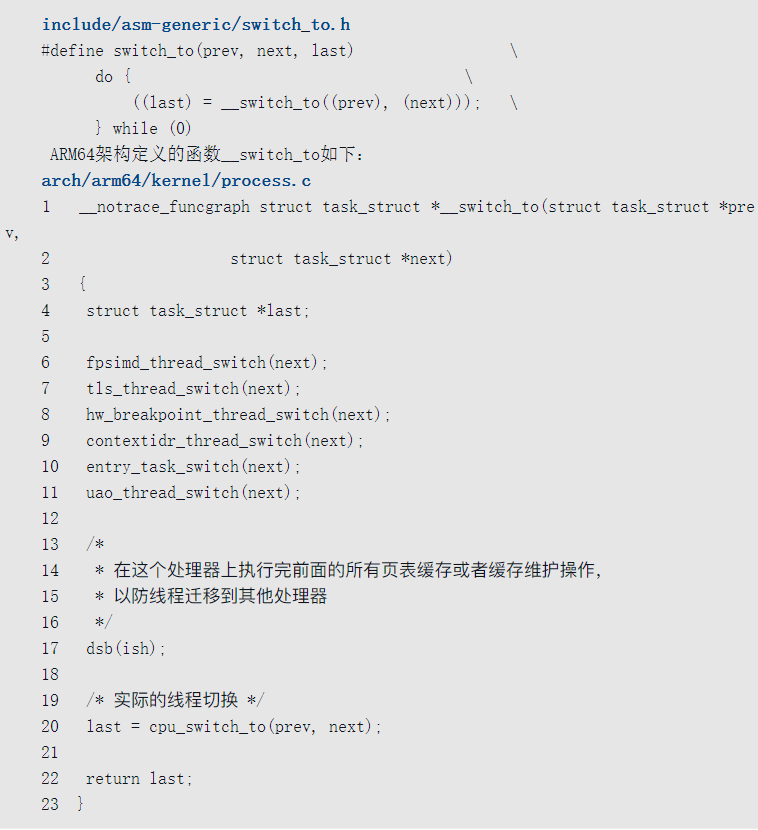 include/asm-generic/switch_to.h
#define switch_to(prev, next, last) \
do { \
((last) = __switch_to((prev), (next))); \
} while (0)
ARM64架构定义的函数__switch_to如下:
arch/arm64/kernel/process.c
1 __notrace_funcgraph struct task_struct *__switch_to(struct task_struct *pre
v,
2 struct task_struct *next)
3 {
4 struct task_struct *last;
5
6 fpsimd_thread_switch(next);
7 tls_thread_switch(next);
8 hw_breakpoint_thread_switch(next);
9 contextidr_thread_switch(next);
10 entry_task_switch(next);
11 uao_thread_switch(next);
12
13 /*
14 * 在这个处理器上执行完前面的所有页表缓存或者缓存维护操作,
15 * 以防线程迁移到其他处理器
16 */
17 dsb(ish);
18
19 /* 实际的线程切换 */
20 last = cpu_switch_to(prev, next);
21
22 return last;
23 }